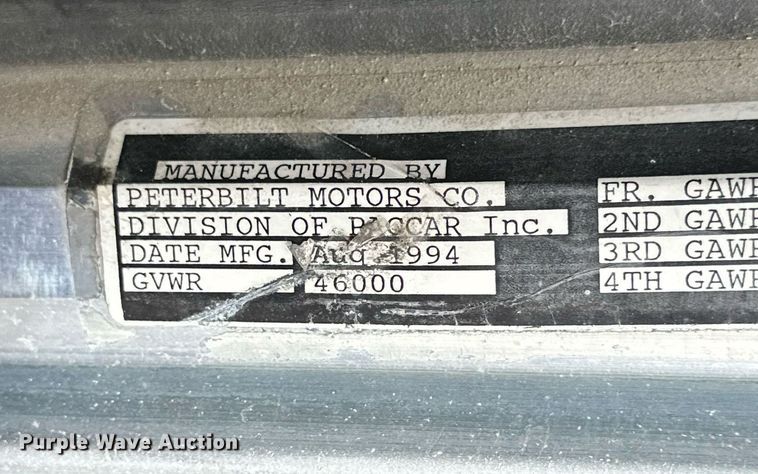 MANUFACTURED BY
PETERBILT MOTORS CO.
DIVISION OF PACCAR Inc.
DATE MFG. Aug 1994
GVWR 46000
FR. GAWR
2ND GAWR
3RD GAWR
4TH GAWR
Purple Wave Auction